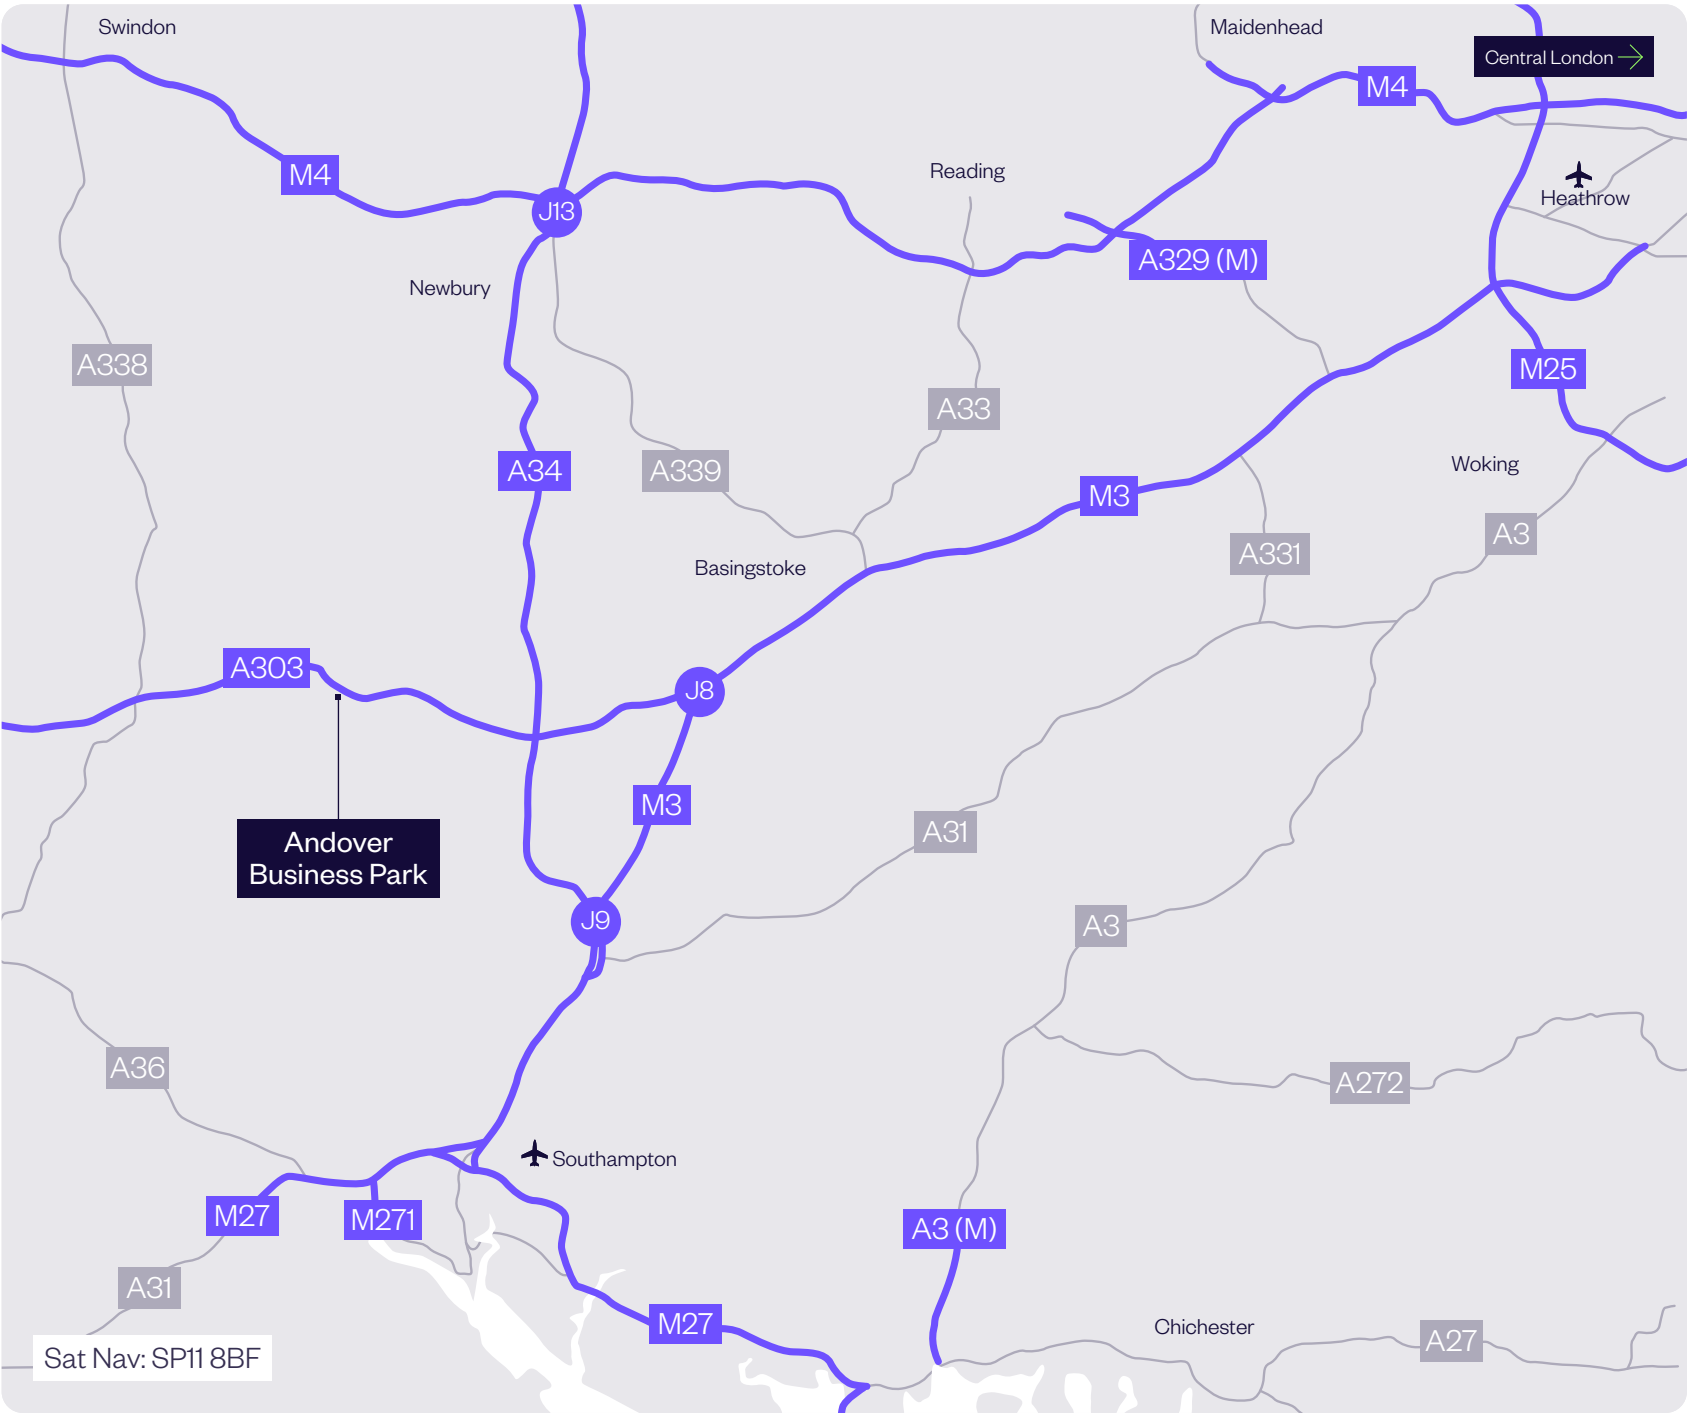 Swindon
Maidenhead
Central London
M4
M4
Reading
J13
Heathrow
A329 (M)
Newbury
A338
M25
A33
Woking
A34
A339
M3
A3
A331
Basingstoke
A303
J8
M3
A31
Andover
Business Park
J9
A3
A36
A272
Southampton
M27
M271
A3 (M)
A31
M27
Chichester
A27
Sat Nav: SP11 8BF